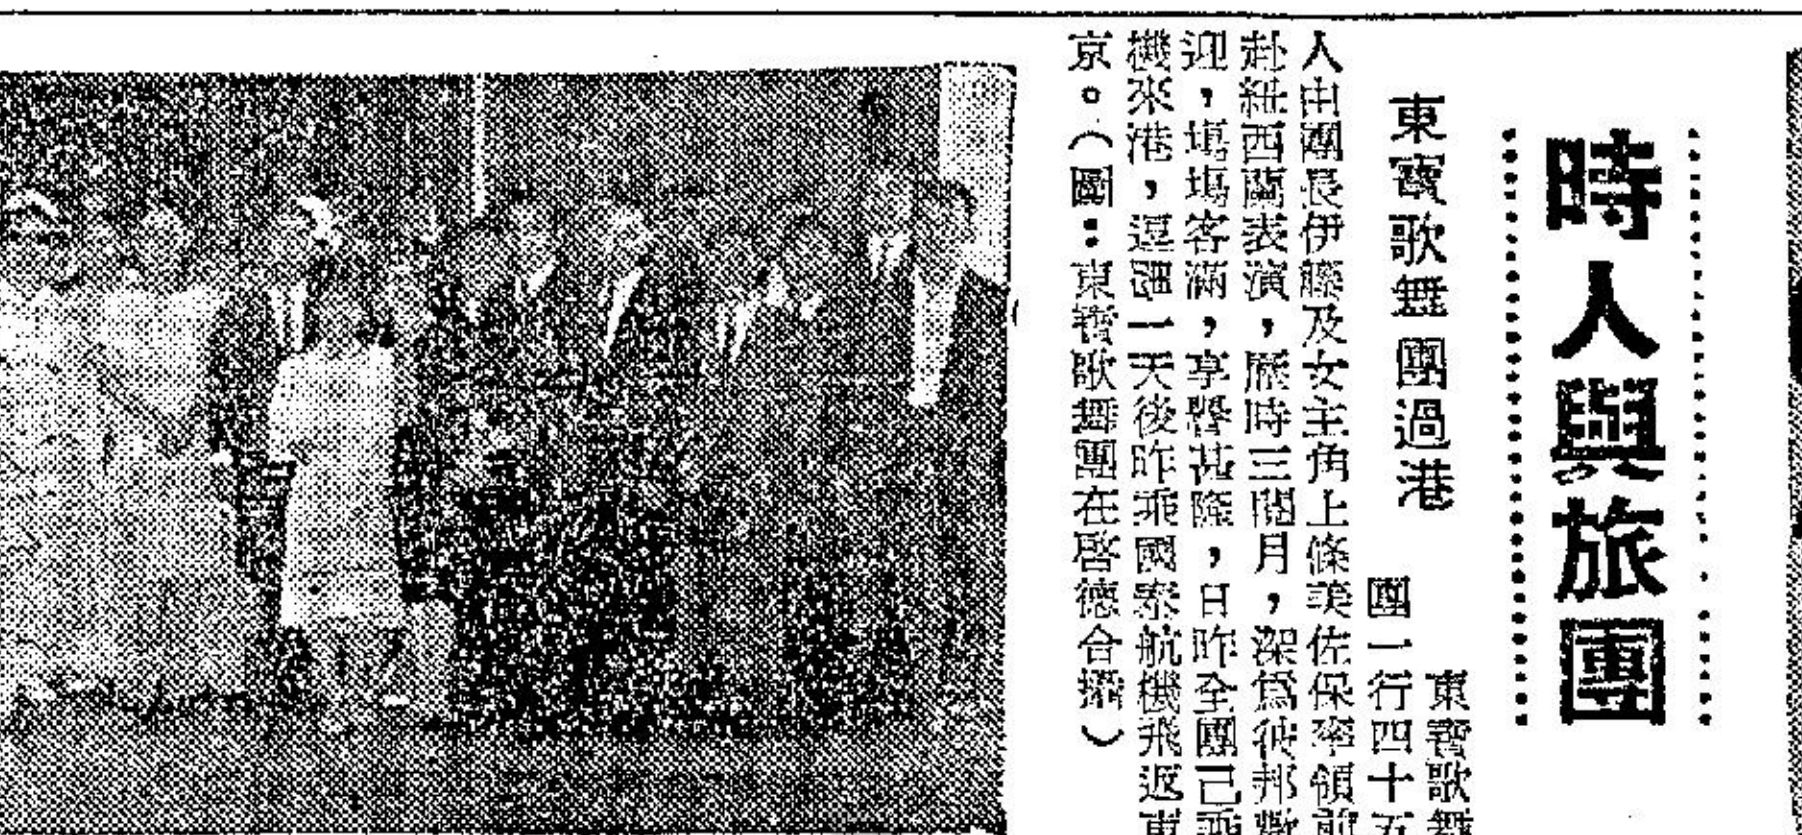 時人與旅團
東寶歌舞團過港
東寶歌舞
團一行四十五
人由團長伊藤及女主角上條美佐保率領前
赴紐西蘭表演，歷時三閱月，深爲彼邦歡
迎，場場客滿，享譽甚隆，日昨全團已乘
機來港，逗留一天後昨乘國泰航機飛返東
京。（圖：東寶歌舞團在啓德合攝）